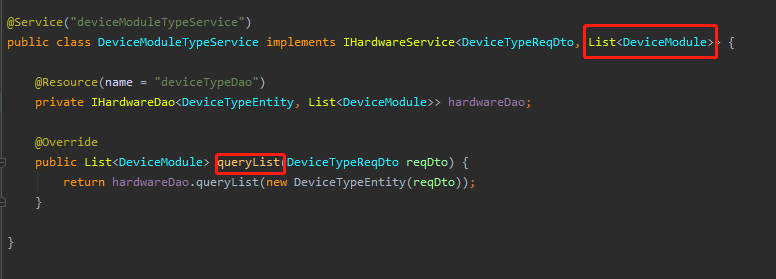 @Service("deviceModuleTypeService")
public class DeviceModuleTypeService implements IHardwareService<DeviceTypeReqDto, List<DeviceModule>> {
@Resource(name = "deviceTypeDao")
private IHardwareDao<DeviceTypeEntity, List<DeviceModule>> hardwareDao;
@Override
public List<DeviceModule> queryList(DeviceTypeReqDto reqDto) {
return hardwareDao.queryList(new DeviceTypeEntity(reqDto));
}
}